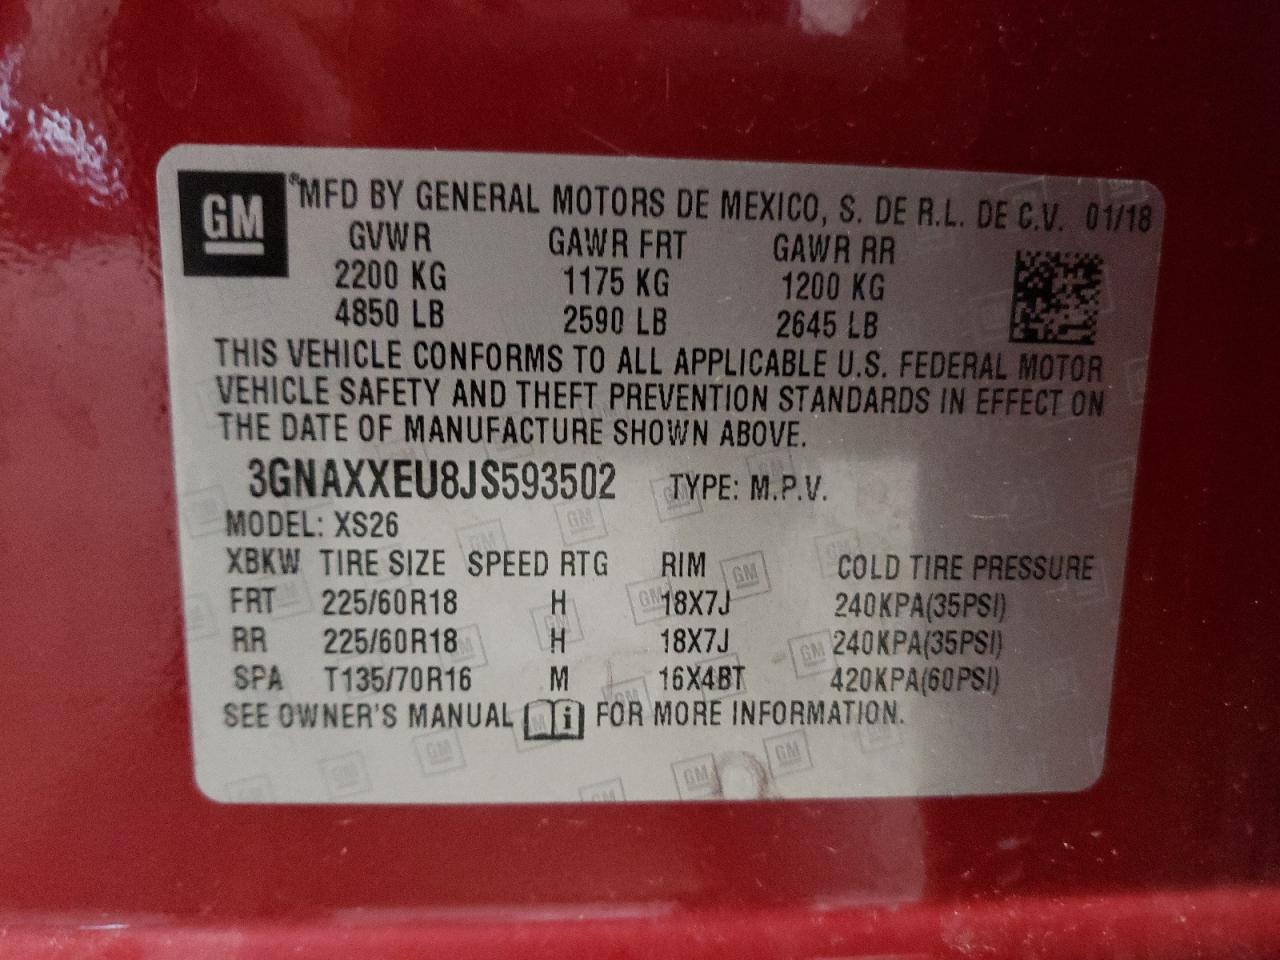 GM ®MFD BY GENERAL MOTORS DE MEXICO, S. DE R.L. DE C.V. 01/18
GVWR GAWR FRT GAWR RR
2200 KG 1175 KG 1200 KG
4850 LB 2590 LB 2645 LB
THIS VEHICLE CONFORMS TO ALL APPLICABLE U.S. FEDERAL MOTOR
VEHICLE SAFETY AND THEFT PREVENTION STANDARDS IN EFFECT ON
THE DATE OF MANUFACTURE SHOWN ABOVE.
3GNAXXEU8JS593502 TYPE: M.P.V.
MODEL: XS26
XBKW TIRE SIZE SPEED RTG RIM COLD TIRE PRESSURE
FRT 225/60R18 H 18X7J 240KPA(35PSI)
RR 225/60R18 H 18X7J 240KPA(35PSI)
SPA T135/70R16 M 16X4BT 420KPA(60PSI)
SEE OWNER'S MANUAL i FOR MORE INFORMATION.